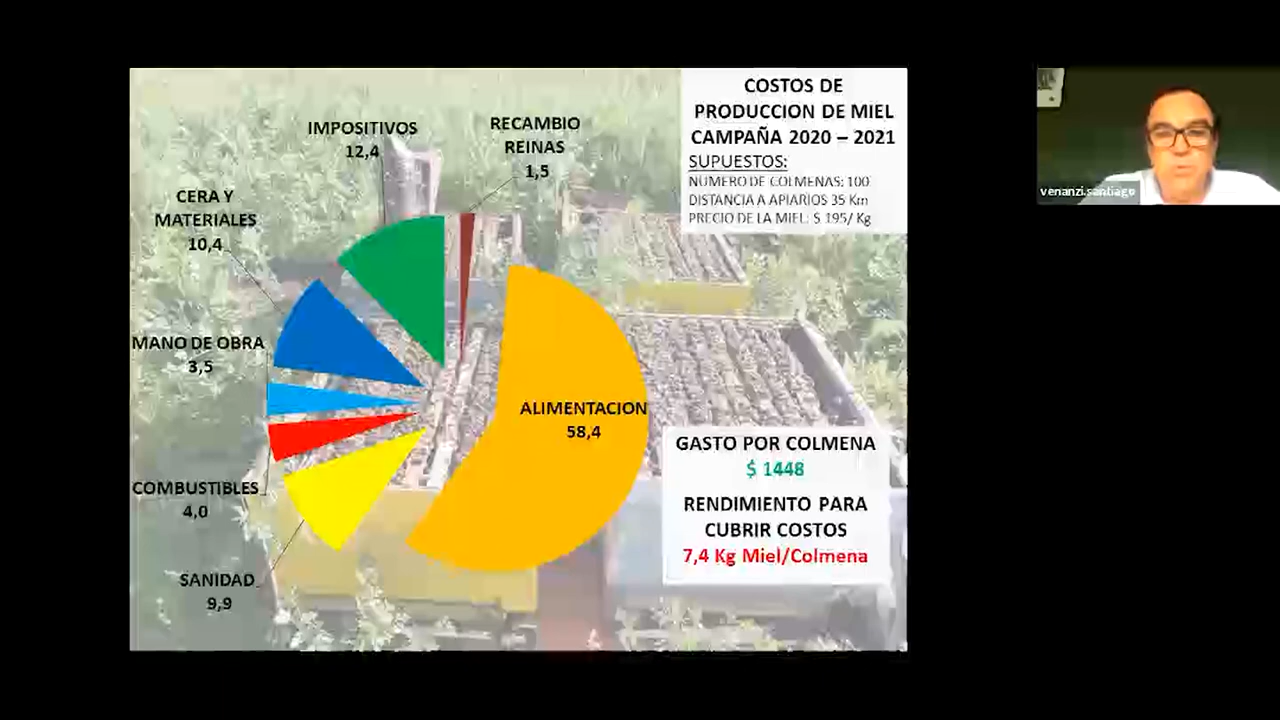 COSTOS DE
PRODUCCION DE MIEL
CAMPAÑA 2020 – 2021
SUPUESTOS:
NÚMERO DE COLMENAS: 100
DISTANCIA A APIARIOS 35 Km
PRECIO DE LA MIEL: $ 195/ Kg
IMPOSITIVOS
12,4
RECAMBIO
REINAS
1,5
CERA Y
MATERIALES
10,4
MANO DE OBRA
3,5
COMBUSTIBLES
4,0
SANIDAD
9,9
ALIMENTACION
58,4
GASTO POR COLMENA
$ 1448
RENDIMIENTO PARA
CUBRIR COSTOS
7,4 Kg Miel/Colmena
venanzi.santiago